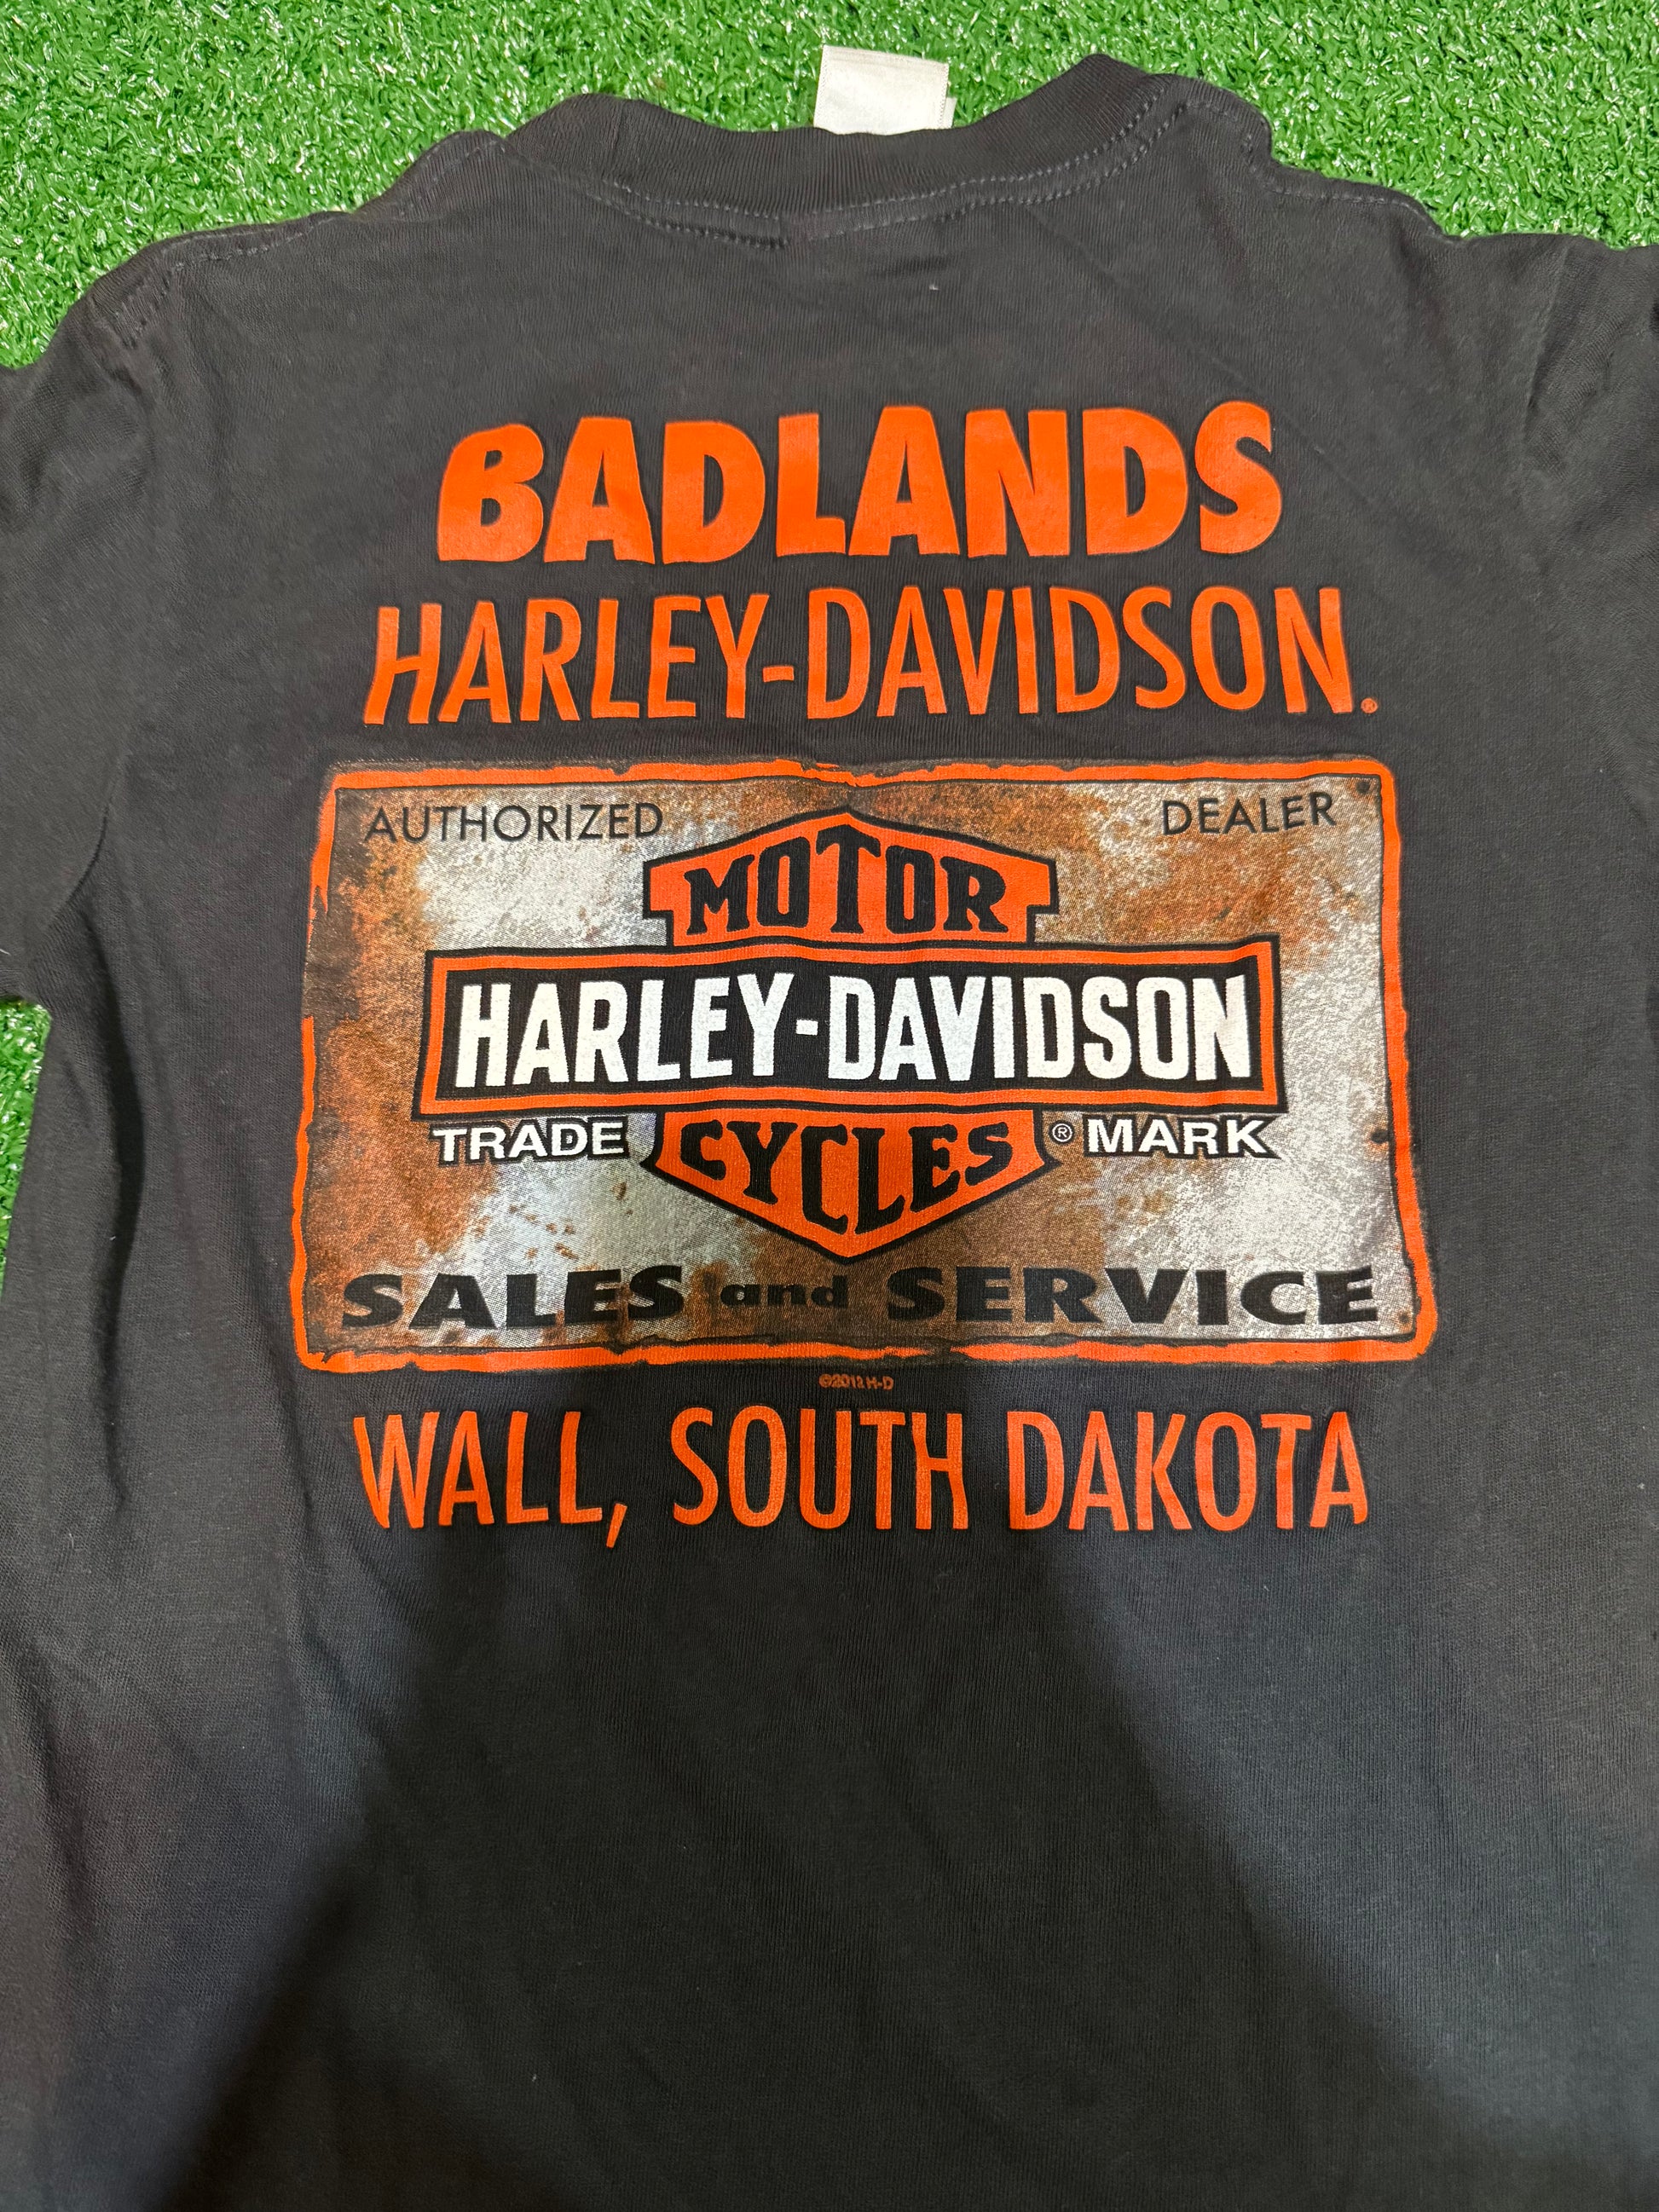 BADLANDS
HARLEY-DAVIDSON®
AUTHORIZED DEALER
MOTOR
HARLEY-DAVIDSON
TRADE CYCLES ® MARK
SALES and SERVICE
©2012 H-D
WALL, SOUTH DAKOTA